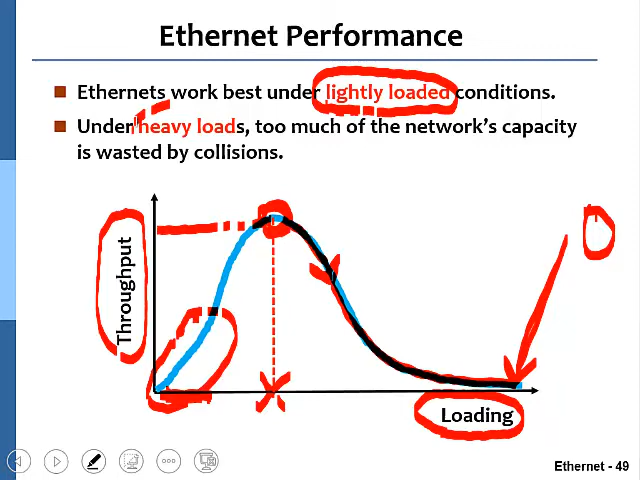 Ethernet Performance
Ethernets work best under lightly loaded conditions.
Under heavy loads, too much of the network's capacity
is wasted by collisions.
Throughput
Loading
Ethernet - 49